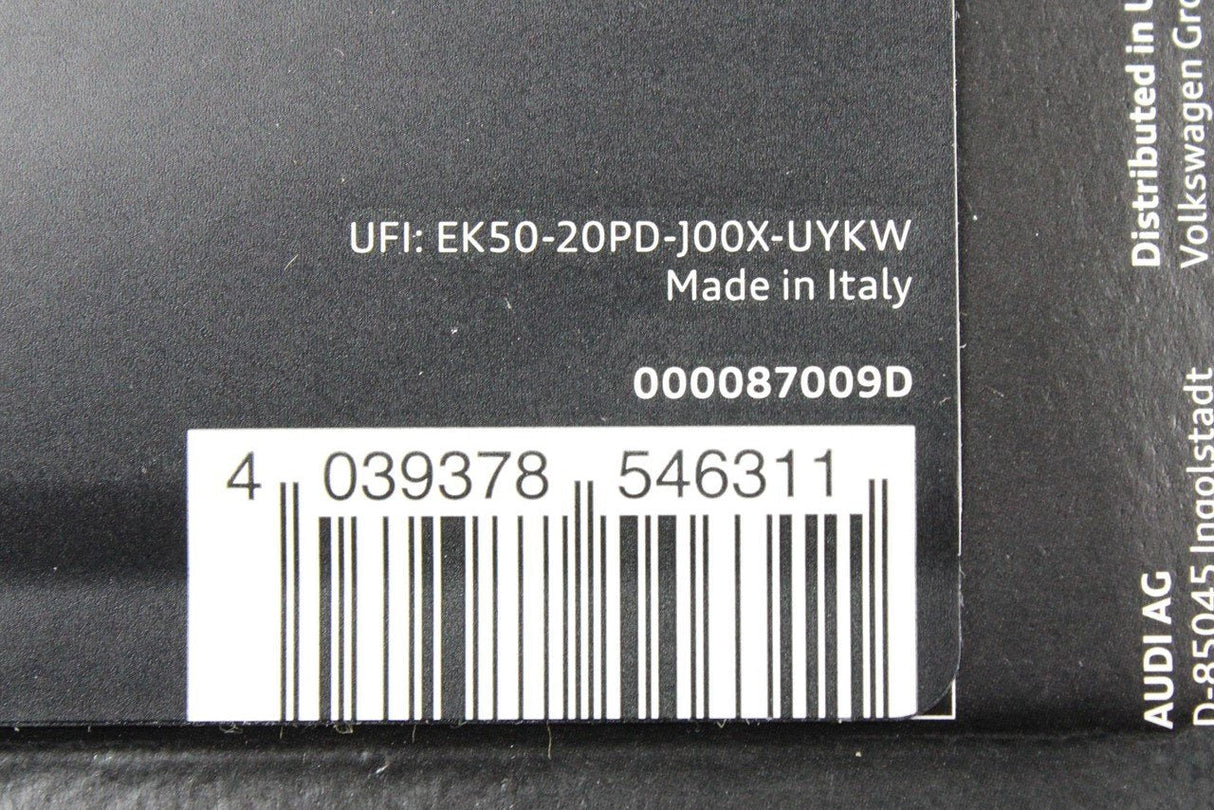 UFI: EK50-20PD-J00X-UYKW
Made in Italy
000087009D
4 039378 546311
Distributed in
Volkswagen
AUDI AG
D-85045 Ingolstadt